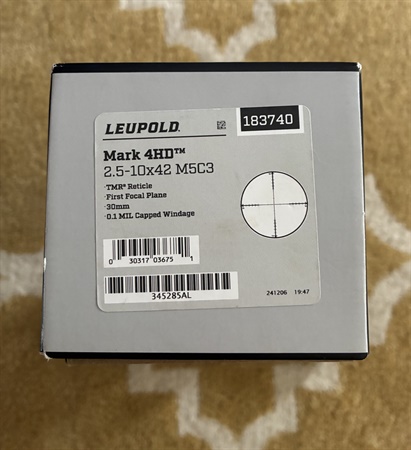 LEUPOLD.
183740
Mark 4HD™
2.5-10x42 M5C3
·TMR® Reticle
·First Focal Plane
·30mm
·0.1 MIL Capped Windage
0 30317 03675 1
345285AL
241206 19:47